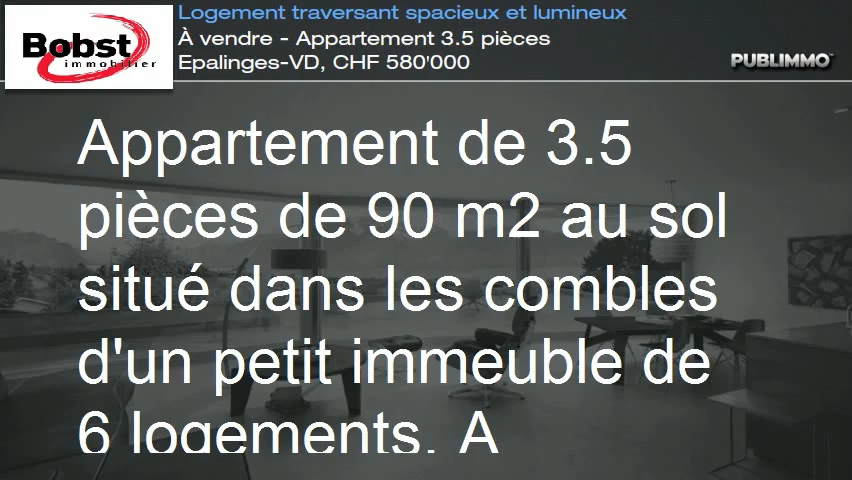 Bobst
immobilier
Logement traversant spacieux et lumineux
À vendre - Appartement 3.5 pièces
Epalinges-VD, CHF 580'000
PUBLIMMO
Appartement de 3.5
pièces de 90 m2 au sol
situé dans les combles
d'un petit immeuble de
6 logements. A